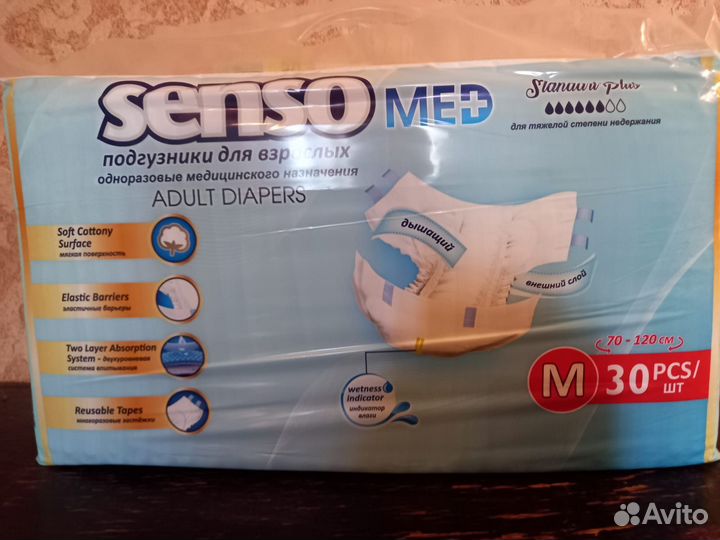 senso MED
Standard Plus
для тяжелой степени недержания
подгузники для взрослых
одноразовые медицинского назначения
ADULT DIAPERS
Soft Cottony
Surface
мягкая поверхность
Elastic Barriers
эластичные барьеры
Two Layer Absorption
System - двухуровневая
система впитывания
Reusable Tapes
многоразовые застёжки
дышащий
внешний слой
wetness
indicator
индикатор
влаги
70 - 120 см
M 30 PCS/
ШТ
Avito